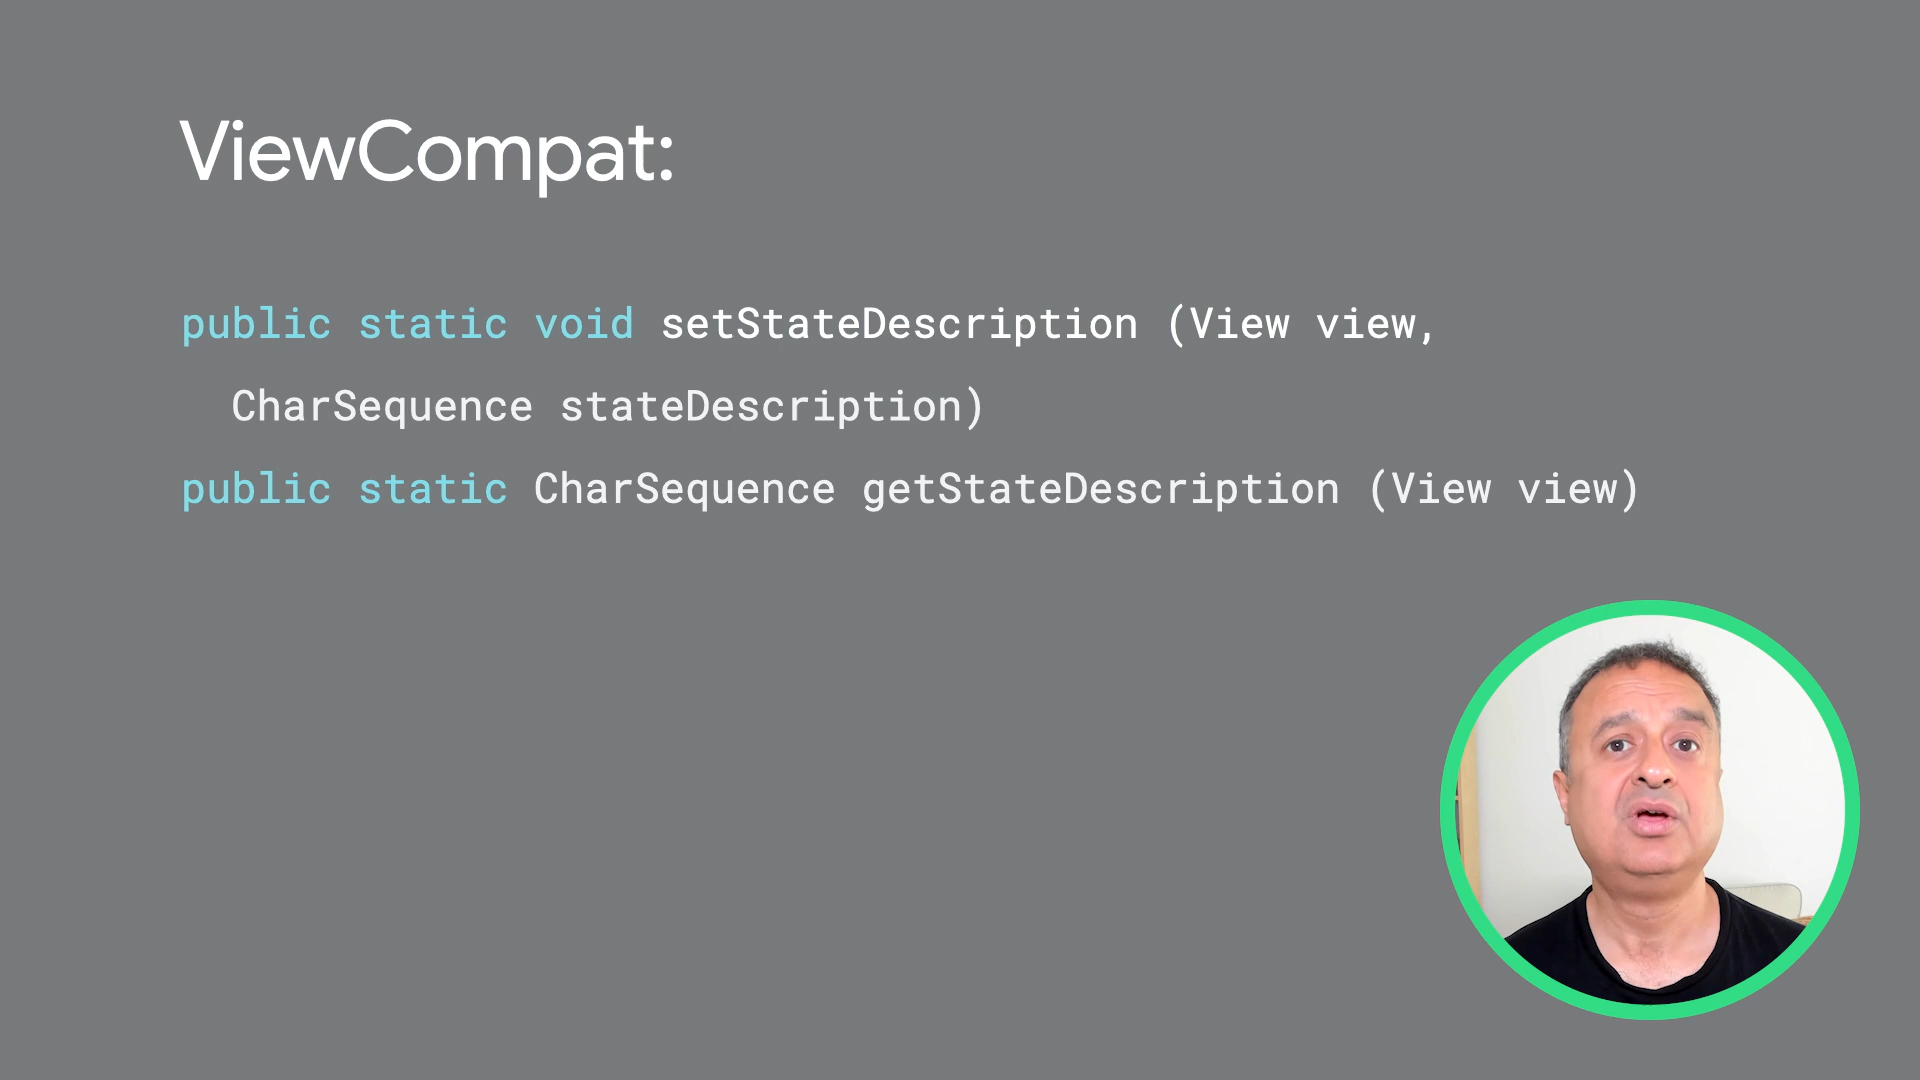 ViewCompat:
public static void setStateDescription (View view,
CharSequence stateDescription)
public static CharSequence getStateDescription (View view)